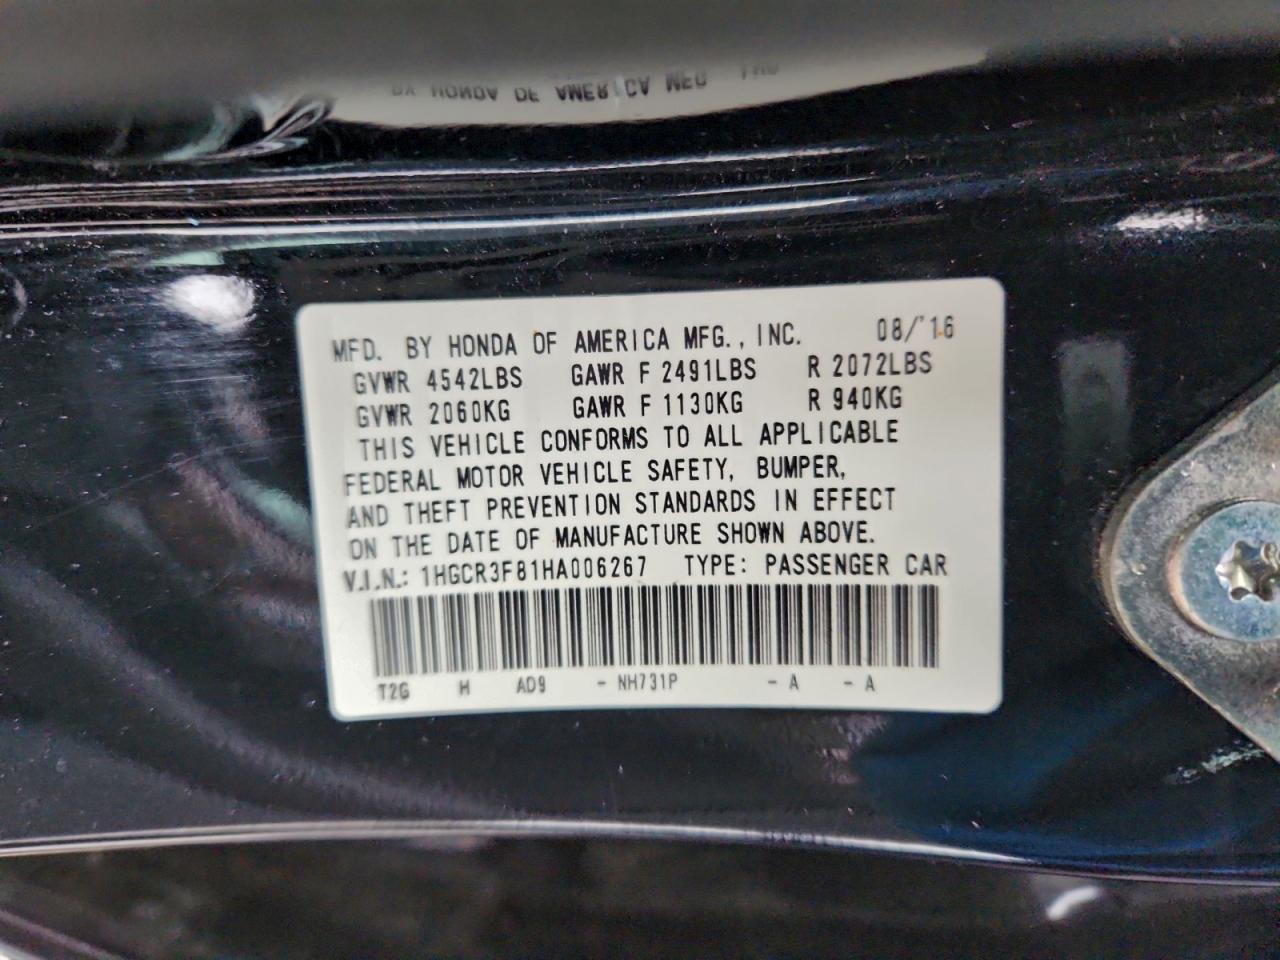 MFD. BY HONDA OF AMERICA MFG., INC. 08/'16
GVWR 4542LBS GAWR F 2491LBS R 2072LBS
GVWR 2060KG GAWR F 1130KG R 940KG
THIS VEHICLE CONFORMS TO ALL APPLICABLE
FEDERAL MOTOR VEHICLE SAFETY, BUMPER,
AND THEFT PREVENTION STANDARDS IN EFFECT
ON THE DATE OF MANUFACTURE SHOWN ABOVE.
V.I.N.: 1HGCR3F81HA006267 TYPE: PASSENGER CAR
T2G H AD9 - NH731P - A - A